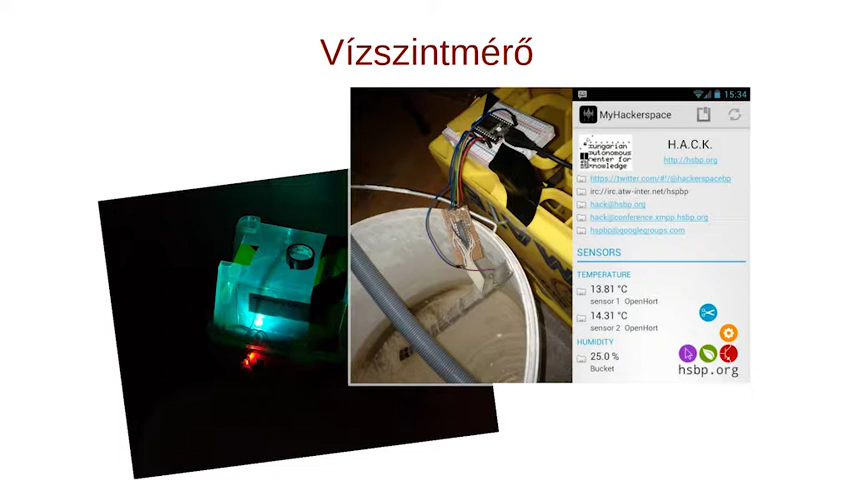 Vízszintmérő
15:34
MyHackerspace
hungarian
autonomous
center for
knowledge
H.A.C.K.
http://hsbp.org
https://twitter.com/#!/@hackerspacebp
irc://irc.atw-inter.net/hspbp
hack@hsbp.org
hack@conference.xmpp.hsbp.org
hspbp@googlegroups.com
SENSORS
TEMPERATURE
13.81 °C
sensor 1 OpenHort
14.31 °C
sensor 2 OpenHort
HUMIDITY
25.0 %
Bucket
hsbp.org